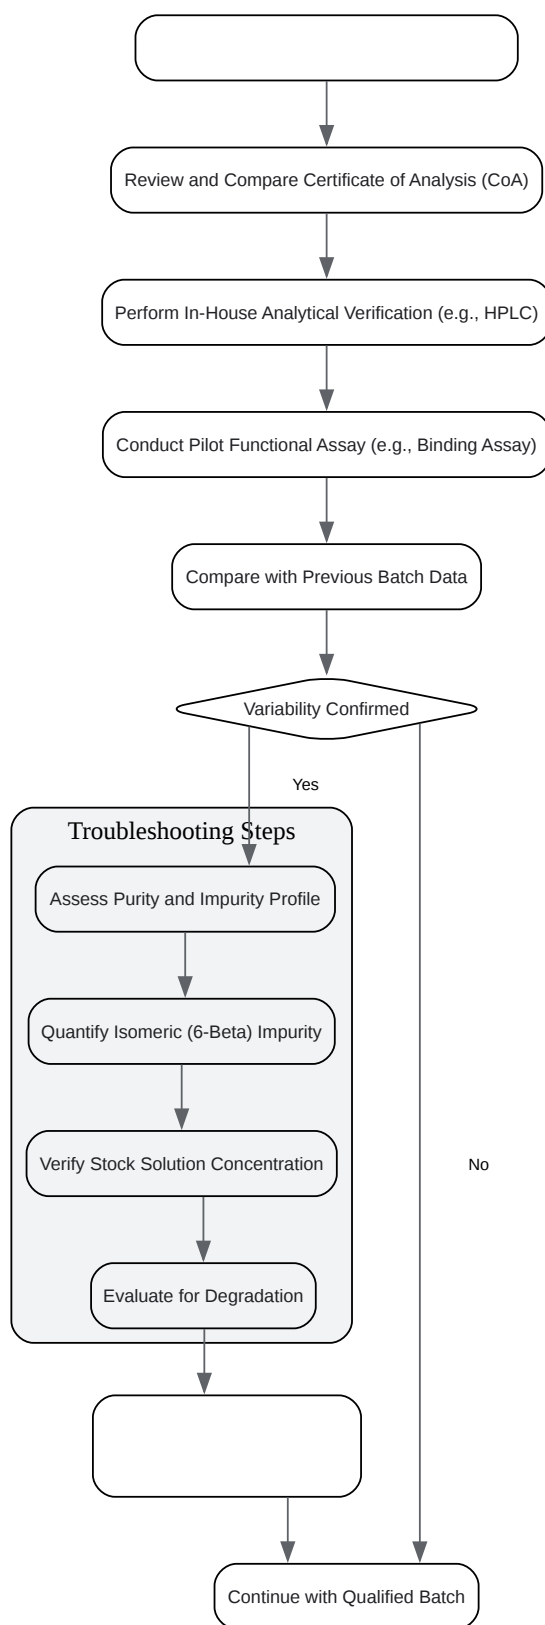 Review and Compare Certificate of Analysis (CoA)
Perform In-House Analytical Verification (e.g., HPLC)
Conduct Pilot Functional Assay (e.g., Binding Assay)
Compare with Previous Batch Data
Variability Confirmed
Yes
Troubleshooting Steps
Assess Purity and Impurity Profile
Quantify Isomeric (6-Beta) Impurity
Verify Stock Solution Concentration
No
Evaluate for Degradation
Continue with Qualified Batch